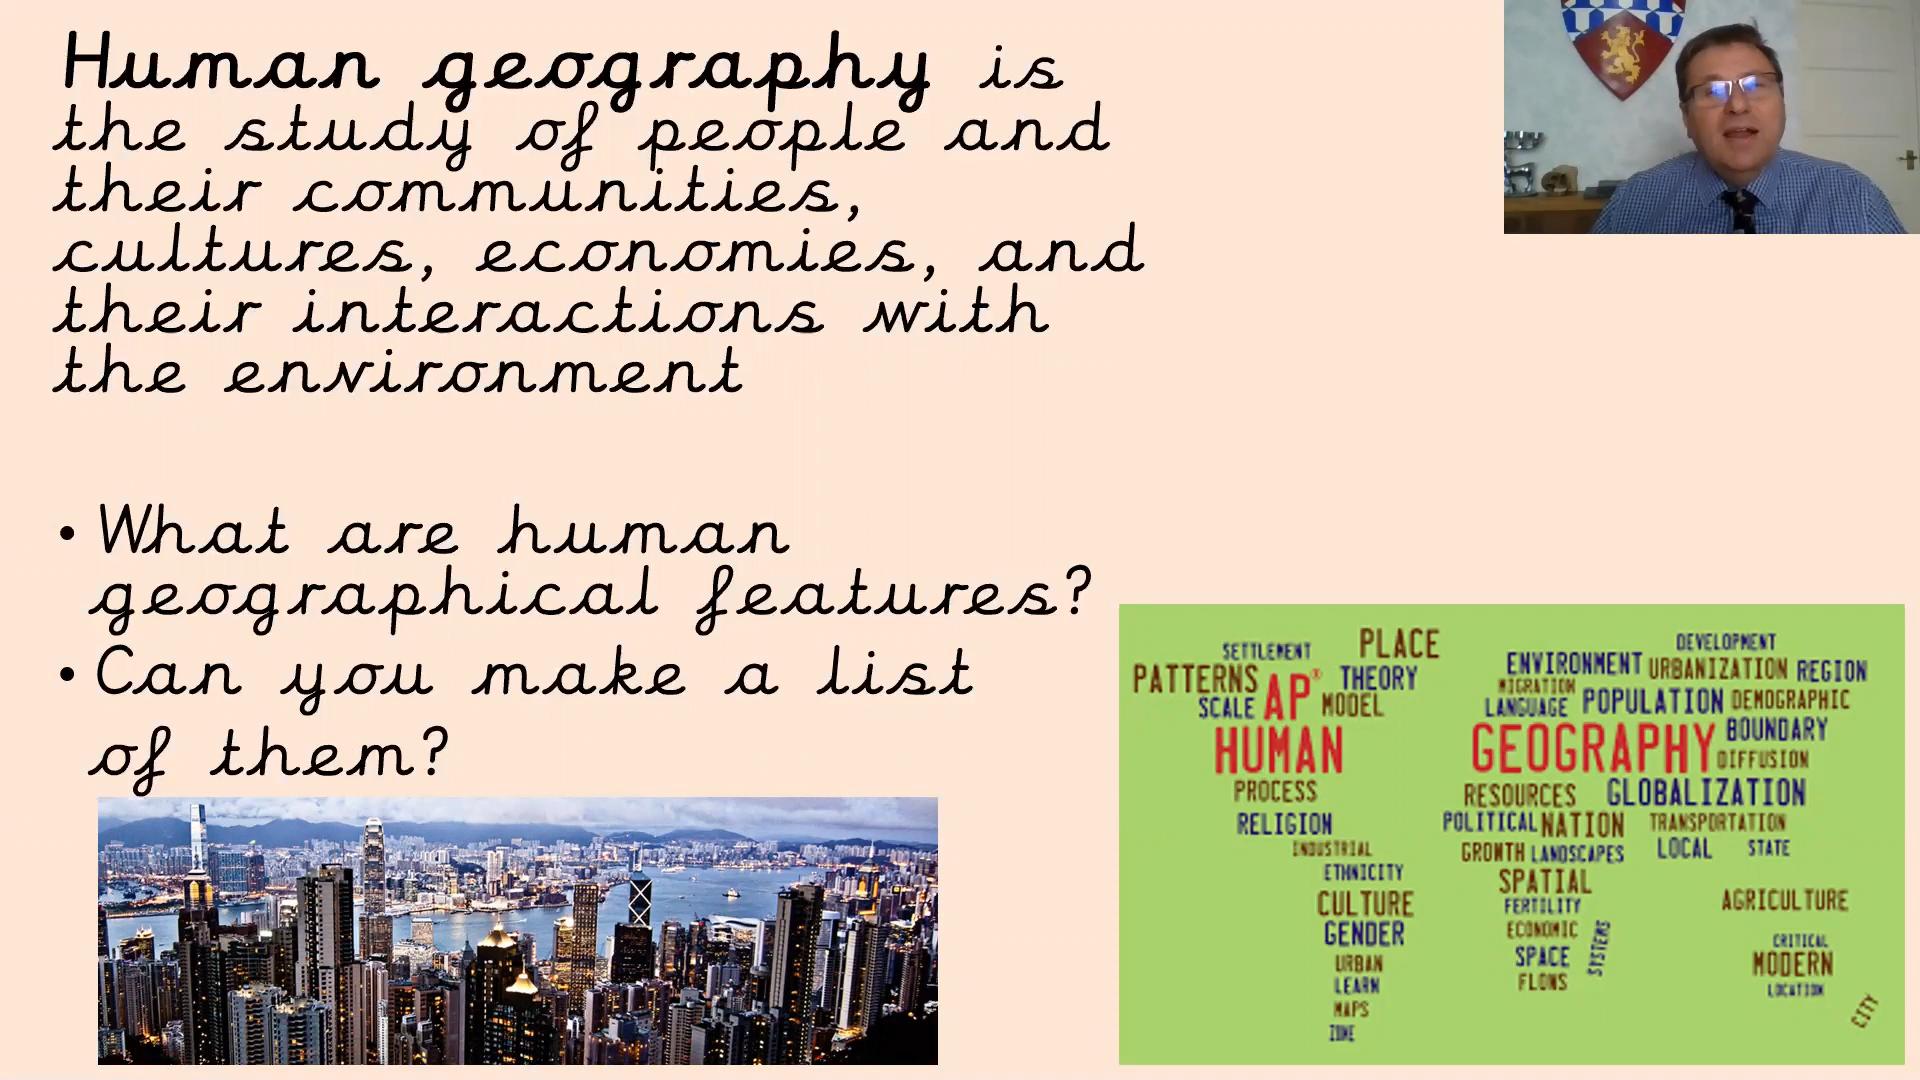 Human geography is
the study of people and
their communities,
cultures, economies, and
their interactions with
the environment
• What are human
geographical features?
• Can you make a list
of them?
SETTLEMENT PLACE
PATTERNS AP® THEORY
SCALE MODEL
HUMAN
PROCESS
RELIGION
INDUSTRIAL
ETHNICITY
CULTURE
GENDER
URBAN
LEARN
MAPS
ZONE
DEVELOPMENT
ENVIRONMENT URBANIZATION REGION
MIGRATION POPULATION DEMOGRAPHIC
LANGUAGE
GEOGRAPHY BOUNDARY
DIFFUSION
RESOURCES GLOBALIZATION
POLITICAL NATION TRANSPORTATION
GROWTH LANDSCAPES LOCAL STATE
SPATIAL
FERTILITY
ECONOMIC
SPACE SYSTEMS
FLOWS
AGRICULTURE
CRITICAL
MODERN
LOCATION
CITY